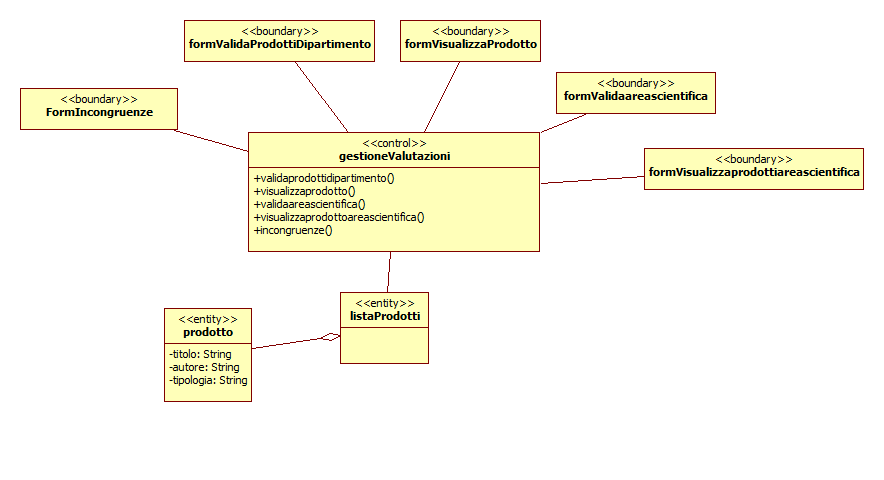 <<boundary>>
formValidaProdottiDipartimento
<<boundary>>
formVisualizzaProdotto
<<boundary>>
formValidaareascientifica
<<boundary>>
FormIncongruenze
<<control>>
gestioneValutazioni
+validaprodottidipartimento()
+visualizzaprodotto()
+validaareascientifica()
+visualizzaprodottoareascientifica()
+incongruenze()
<<boundary>>
formVisualizzaprodottiareascientifica
<<entity>>
listaProdotti
<<entity>>
prodotto
-titolo: String
-autore: String
-tipologia: String